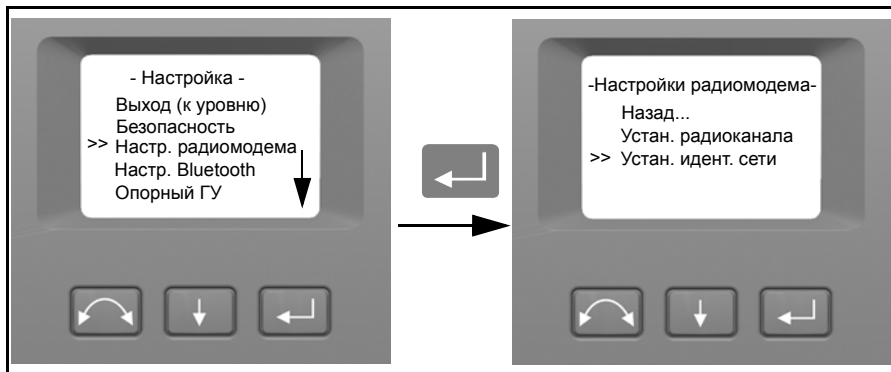 - Настройка -
Выход (к уровню)
Безопасность
>> Настр. радиомодема
Настр. Bluetooth
Опорный ГУ
-Настройки радиомодема-
Назад...
Устан. радиоканала
>> Устан. идент. сети